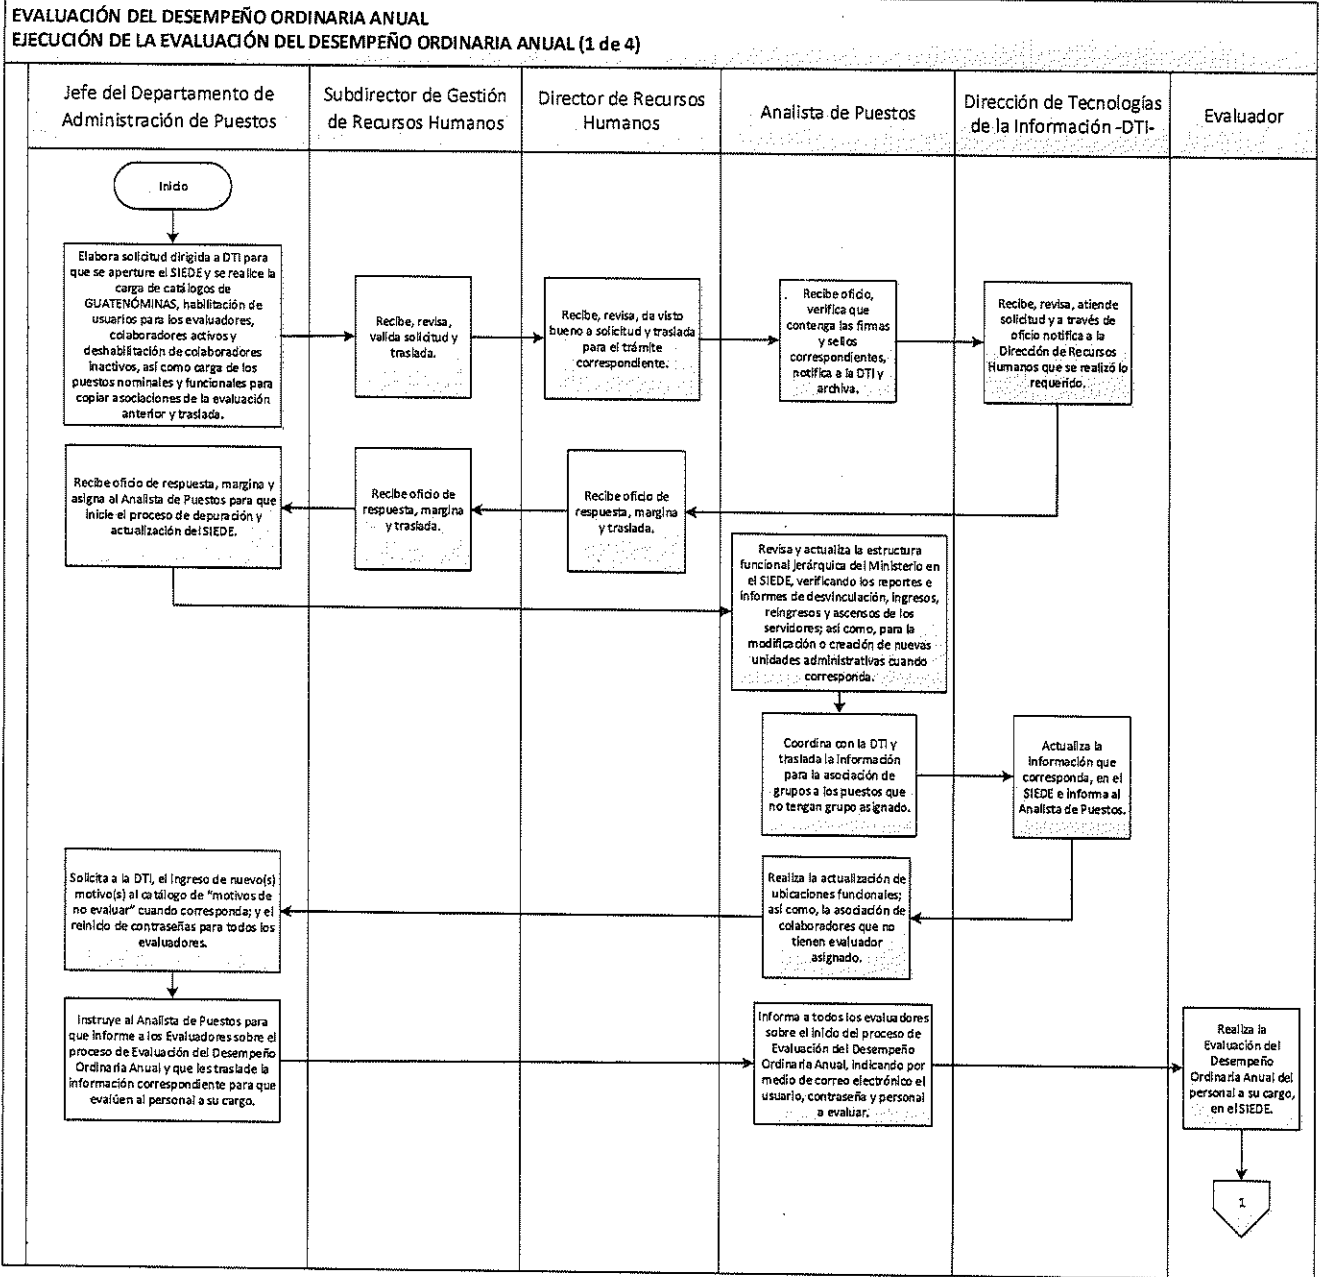 EVALUACIÓN DEL DESEMPEÑO ORDINARIA ANUAL
EJECUCIÓN DE LA EVALUACIÓN DEL DESEMPEÑO ORDINARIA ANUAL (1 de 4)
Jefe del Departamento de
Administración de Puestos
Subdirector de Gestión
de Recursos Humanos
Director de Recursos
Humanos
Analista de Puestos
Dirección de Tecnologías
de la Información -DTI-
Evaluador
Inicio
Elabora solicitud dirigida a DTI para
que se aperture el SIEDE y se realice la
carga de catálogos de
GUATENÓMINAS, habilitación de
usuarios para los evaluadores,
colaboradores activos y
deshabilitación de colaboradores
inactivos, así como carga de los
puestos nominales y funcionales para
copiar asociaciones de la evaluación
anterior y traslada.
Recibe, revisa,
valida solicitud y
traslada.
Recibe, revisa, da visto
bueno a solicitud y traslada
para el trámite
correspondiente.
Recibe oficio,
verifica que
contenga las firmas
y sellos
correspondientes,
notifica a la DTI y
archiva.
Recibe, revisa, atiende
solicitud y a través de
oficio notifica a la
Dirección de Recursos
Humanos que se realizó lo
requerido.
Recibe oficio de respuesta, margina y
asigna al Analista de Puestos para que
inicie el proceso de depuración y
actualización del SIEDE.
Recibe oficio de
respuesta, margina
y traslada.
Recibe oficio de
respuesta, margina
y traslada.
Revisa y actualiza la estructura
funcional jerárquica del Ministerio en
el SIEDE, verificando los reportes e
informes de desvinculación, ingresos,
reingresos y ascensos de los
servidores; así como, para la
modificación o creación de nuevas
unidades administrativas cuando
corresponda.
Coordina con la DTI y
traslada la información
para la asociación de
grupos a los puestos que
no tengan grupo asignado.
Actualiza la
información que
corresponda, en el
SIEDE e informa al
Analista de Puestos.
Solicita a la DTI, el ingreso de nuevo(s)
motivo(s) al catálogo de "motivos de
no evaluar" cuando corresponda; y el
reinicio de contraseñas para todos los
evaluadores.
Realiza la actualización de
ubicaciones funcionales;
así como, la asociación de
colaboradores que no
tienen evaluador
asignado.
Instruye al Analista de Puestos para
que informe a los Evaluadores sobre el
proceso de Evaluación del Desempeño
Ordinaria Anual y que les traslade la
información correspondiente para que
evalúen al personal a su cargo.
Informa a todos los evaluadores
sobre el inicio del proceso de
Evaluación del Desempeño
Ordinaria Anual, indicando por
medio de correo electrónico el
usuario, contraseña y personal
a evaluar.
Realiza la
Evaluación del
Desempeño
Ordinaria Anual del
personal a su cargo,
en el SIEDE.
1